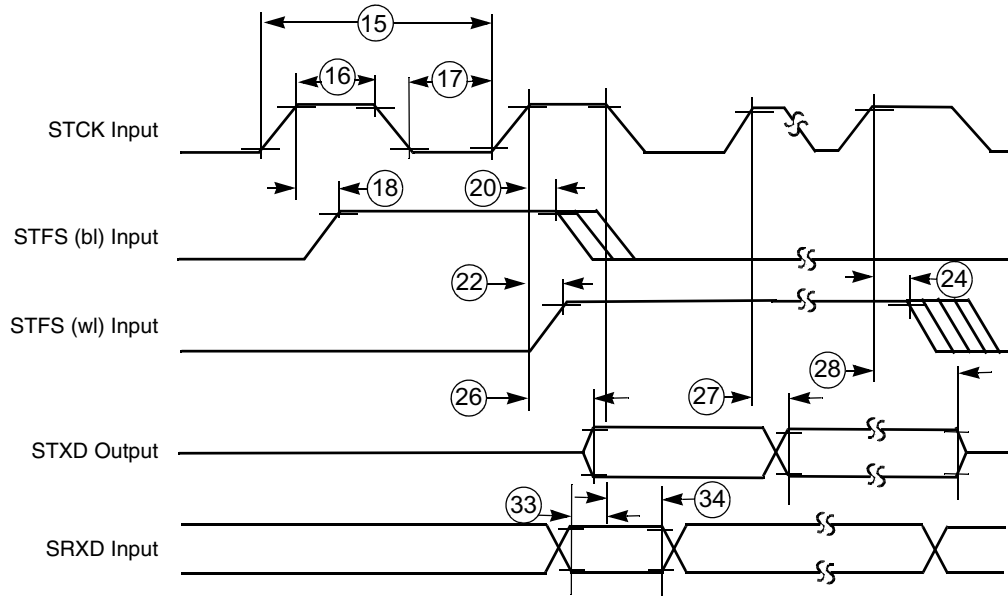 15
16
17
STCK Input
18
20
STFS (bl) Input
22
24
STFS (wl) Input
26
27
28
STXD Output
33
34
SRXD Input